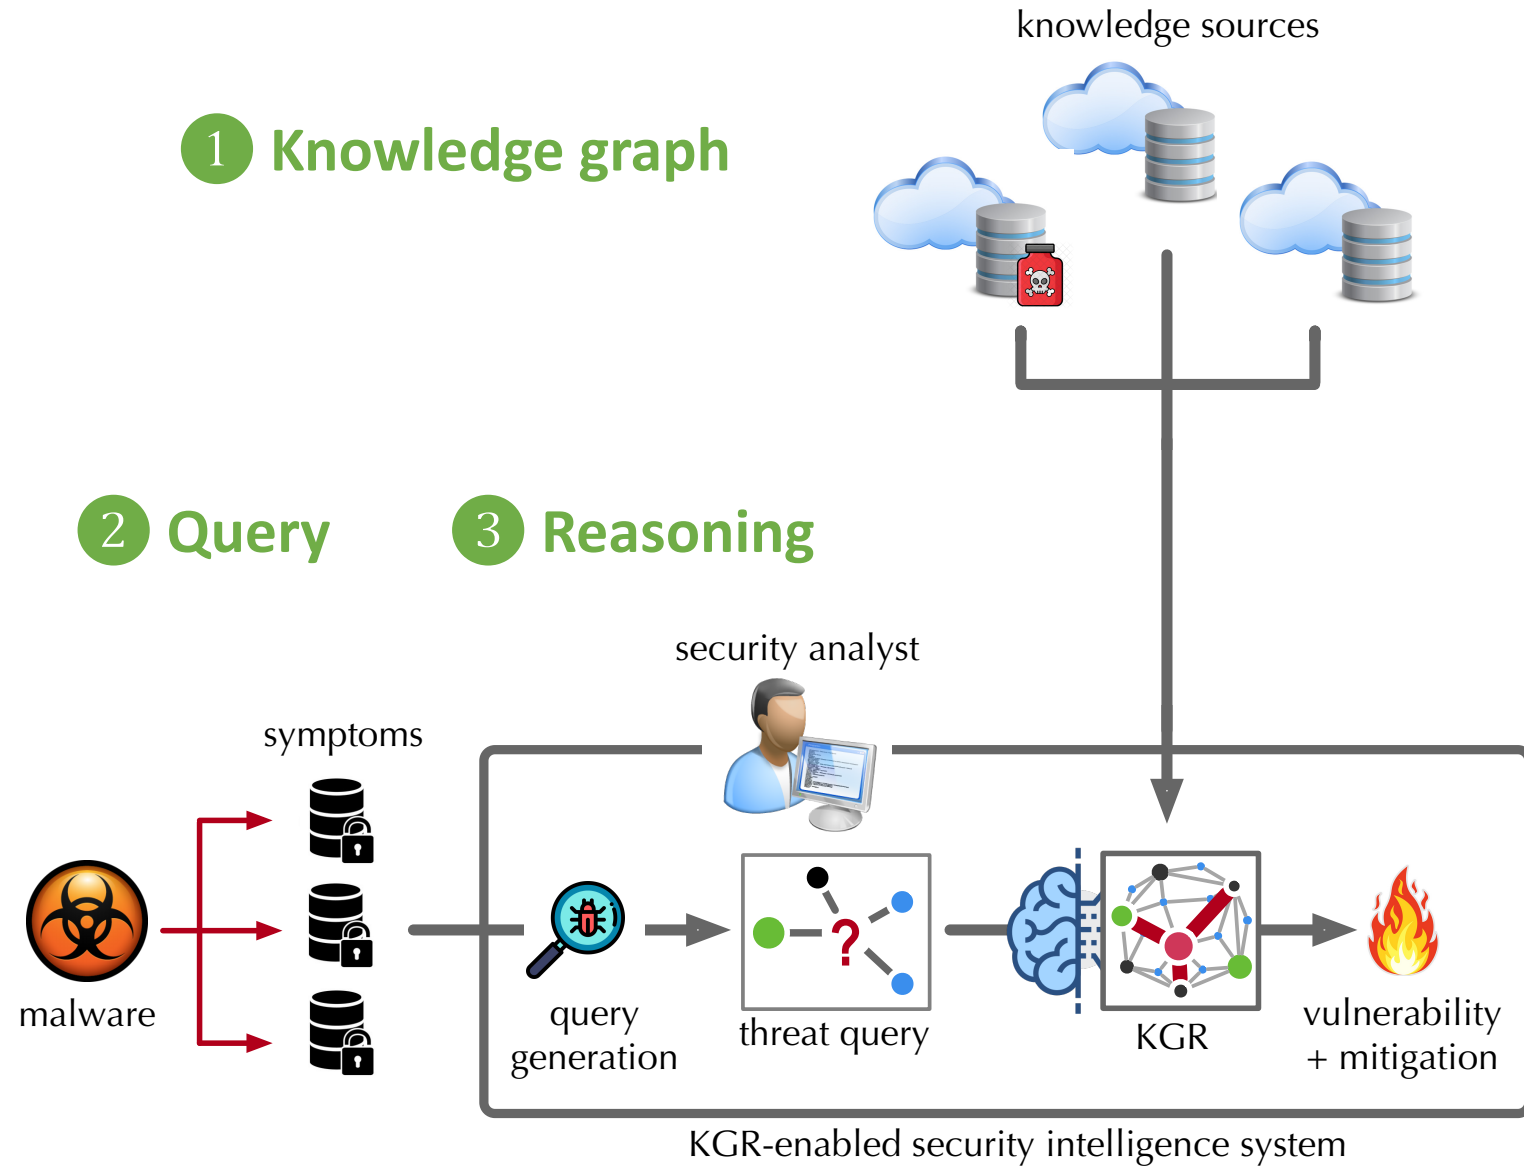 knowledge sources
1 Knowledge graph
2 Query
3 Reasoning
security analyst
symptoms
?
malware
query
generation
threat query
KGR
vulnerability
+ mitigation
KGR-enabled security intelligence system